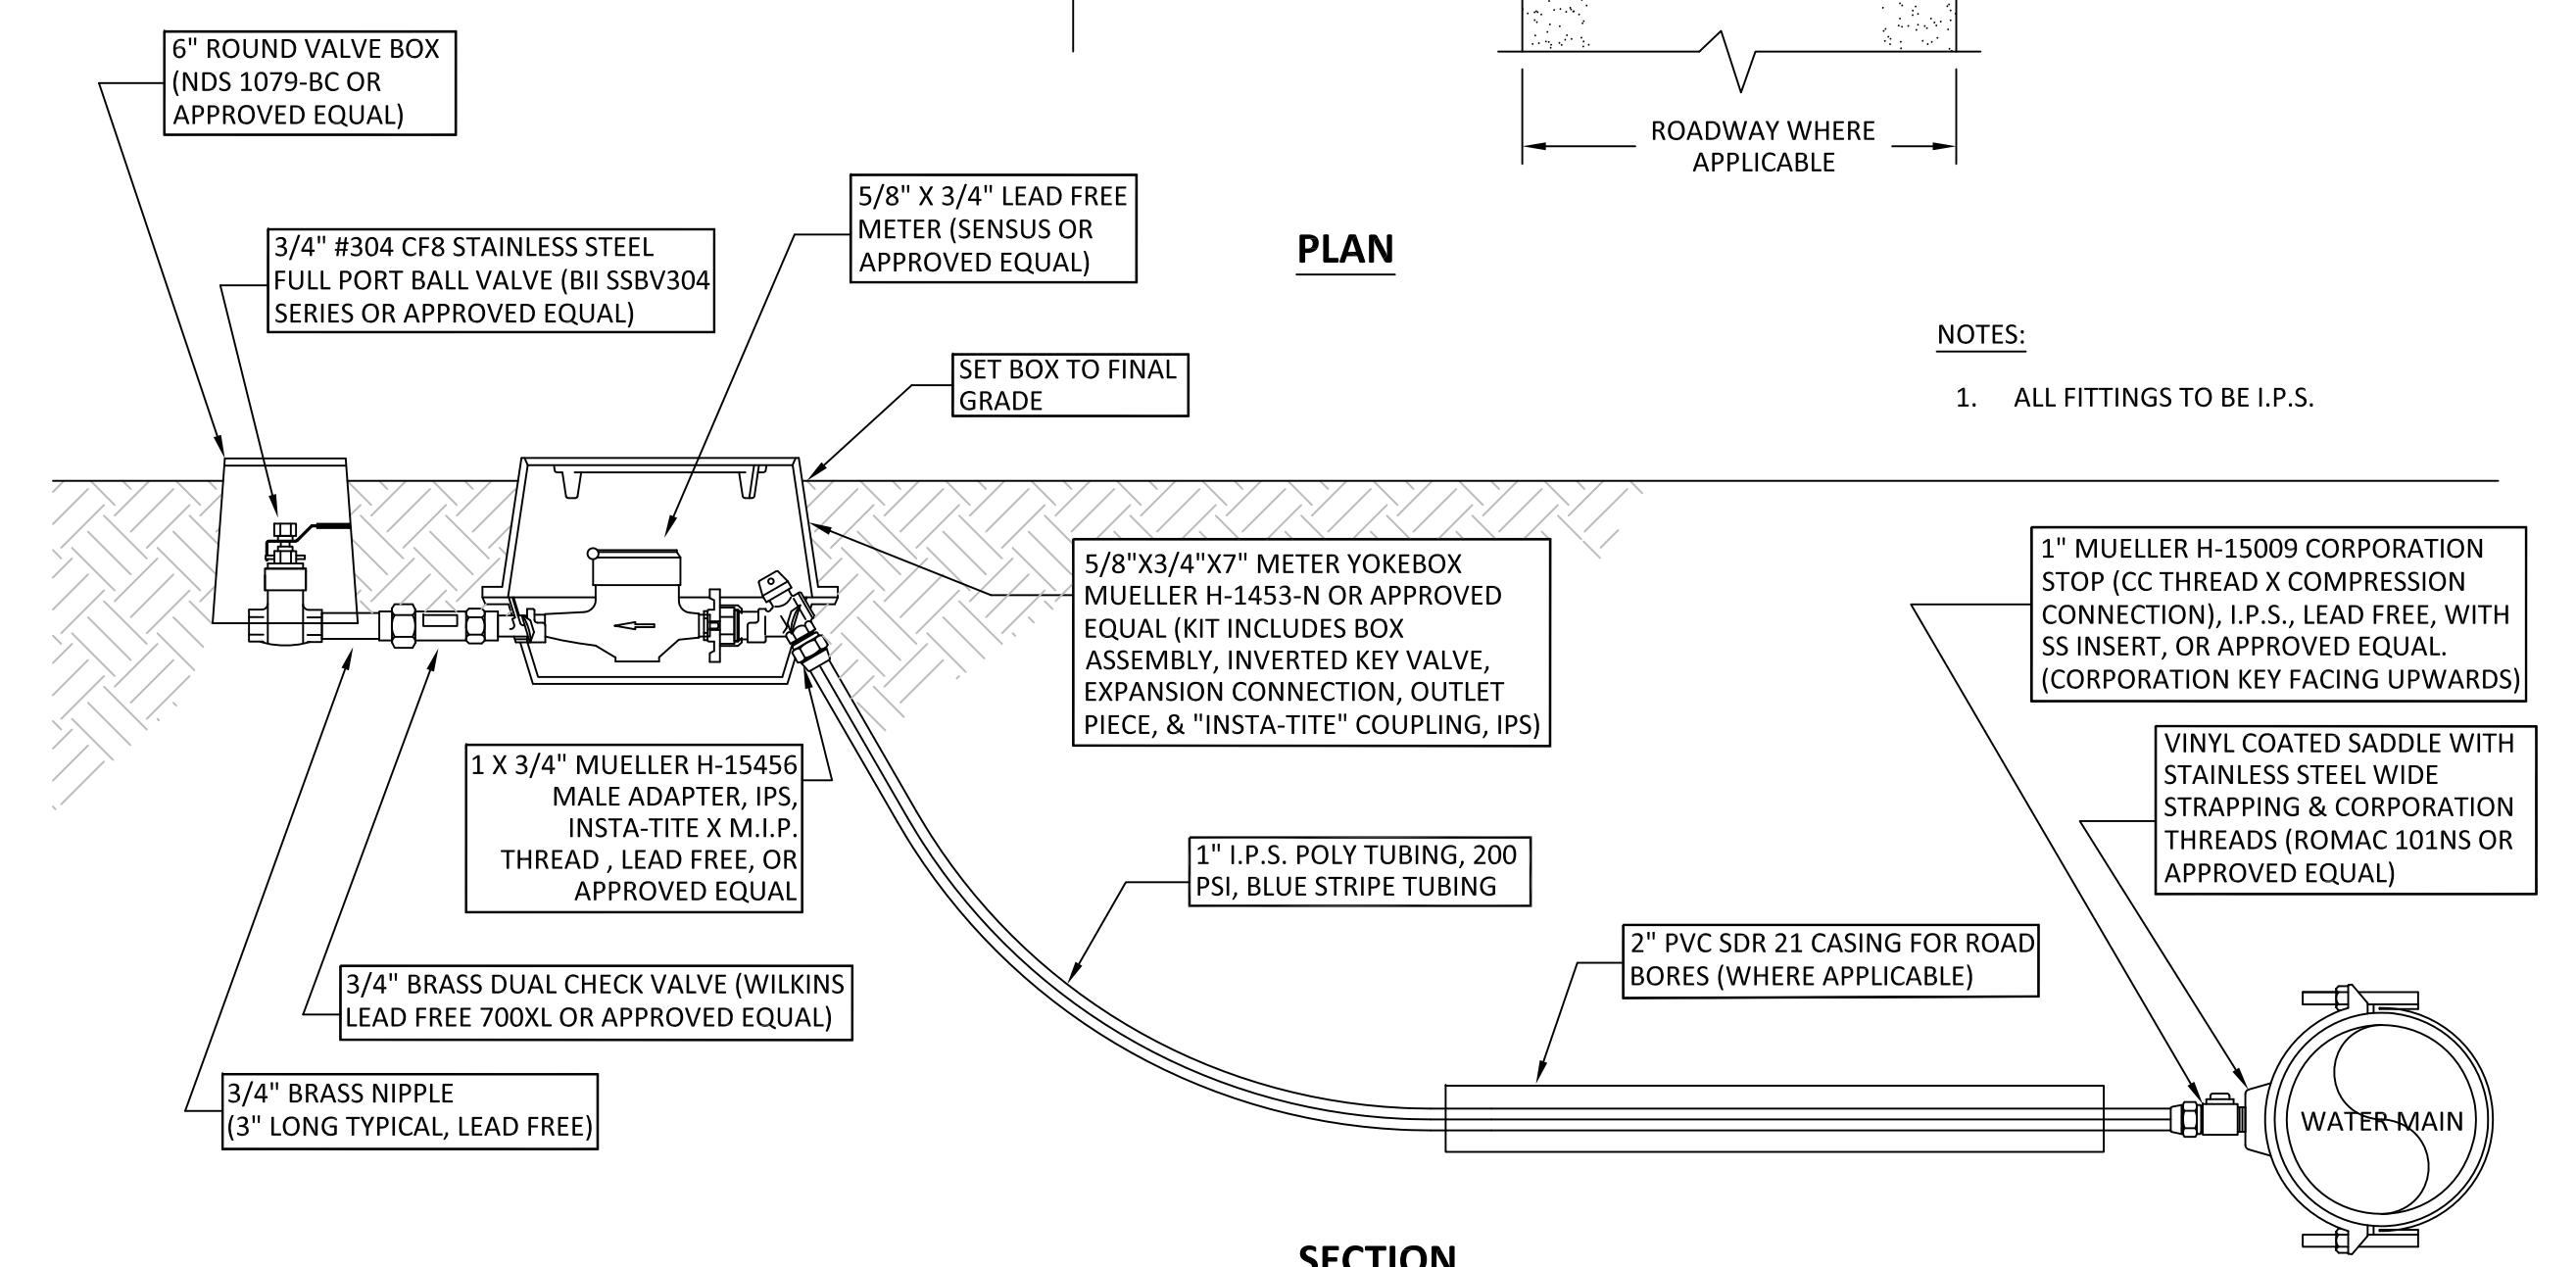 6" ROUND VALVE BOX
(NDS 1079-BC OR
APPROVED EQUAL)
ROADWAY WHERE
APPLICABLE
5/8" X 3/4" LEAD FREE
METER (SENSUS OR
APPROVED EQUAL)
3/4" #304 CF8 STAINLESS STEEL
FULL PORT BALL VALVE (BII SSBV304
SERIES OR APPROVED EQUAL)
PLAN
SET BOX TO FINAL
GRADE
NOTES:
1. ALL FITTINGS TO BE I.P.S.
5/8"X3/4"X7" METER YOKEBOX
MUELLER H-1453-N OR APPROVED
EQUAL (KIT INCLUDES BOX
ASSEMBLY, INVERTED KEY VALVE,
EXPANSION CONNECTION, OUTLET
PIECE, & "INSTA-TITE" COUPLING, IPS)
1" MUELLER H-15009 CORPORATION
STOP (CC THREAD X COMPRESSION
CONNECTION), I.P.S., LEAD FREE, WITH
SS INSERT, OR APPROVED EQUAL.
(CORPORATION KEY FACING UPWARDS)
VINYL COATED SADDLE WITH
STAINLESS STEEL WIDE
STRAPPING & CORPORATION
THREADS (ROMAC 101NS OR
APPROVED EQUAL)
1 X 3/4" MUELLER H-15456
MALE ADAPTER, IPS,
INSTA-TITE X M.I.P.
THREAD , LEAD FREE, OR
APPROVED EQUAL
1" I.P.S. POLY TUBING, 200
PSI, BLUE STRIPE TUBING
2" PVC SDR 21 CASING FOR ROAD
BORES (WHERE APPLICABLE)
3/4" BRASS DUAL CHECK VALVE (WILKINS
LEAD FREE 700XL OR APPROVED EQUAL)
3/4" BRASS NIPPLE
(3" LONG TYPICAL, LEAD FREE)
WATER MAIN
SECTION